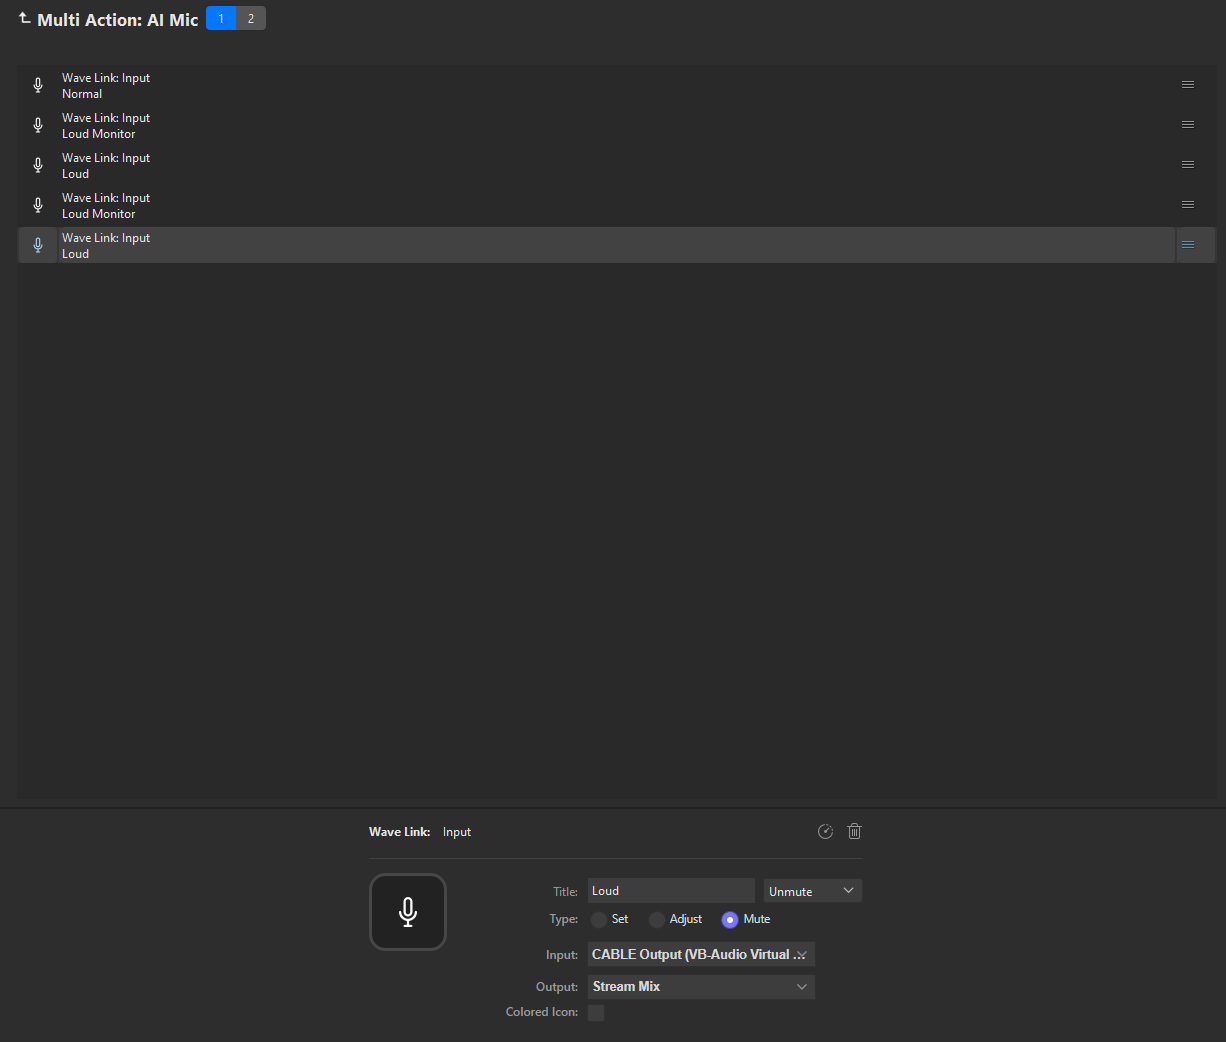 Multi Action: AI Mic 1 2
Wave Link: Input
Normal
Wave Link: Input
Loud Monitor
Wave Link: Input
Loud
Wave Link: Input
Loud Monitor
Wave Link: Input
Loud
Wave Link: Input
Title: Loud Unmute
Type: Set Adjust Mute
Input: CABLE Output (VB-Audio Virtual ...
Output: Stream Mix
Colored Icon: